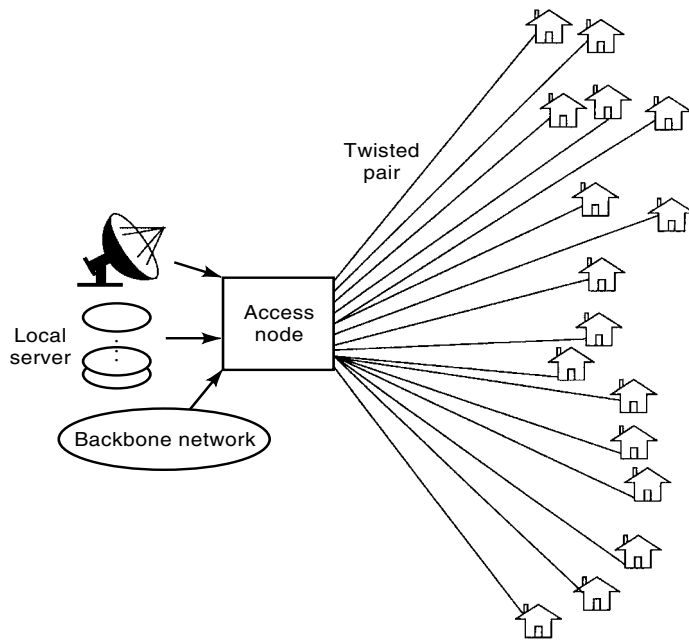 Twisted
pair
Access
node
Local
server
Backbone network